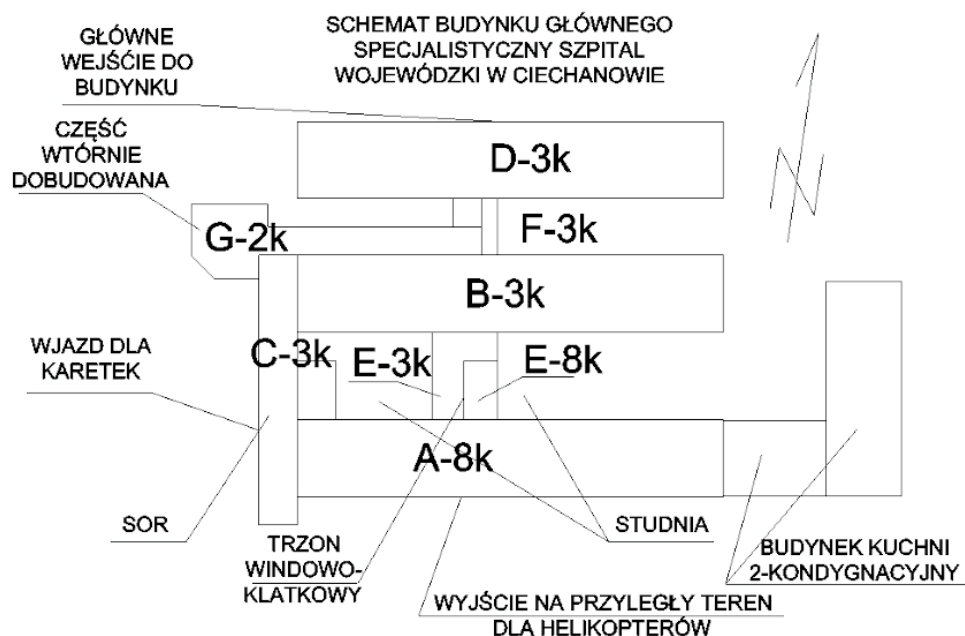 SCHEMAT BUDYNKU GŁÓWNEGO
SPECJALISTYCZNY SZPITAL
WOJEWÓDZKI W CIECHANOWIE
GŁÓWNE
WEJŚĆIE DO
BUDYNKU
CZĘŚĆ
WTÓRNIE
DOBUDOWANA
D-3k
G-2k
F-3k
B-3k
WJAZD DLA
KARETEK
C-3k
E-3k
E-8k
A-8k
SOR
TRZON
WINDOWO-
KLATKOWY
STUDNIA
BUDYNEK KUCHNI
2-KONDYGNACYJNY
WYJŚCIE NA PRZYLEGŁY TEREN
DLA HELIKOPTERÓW